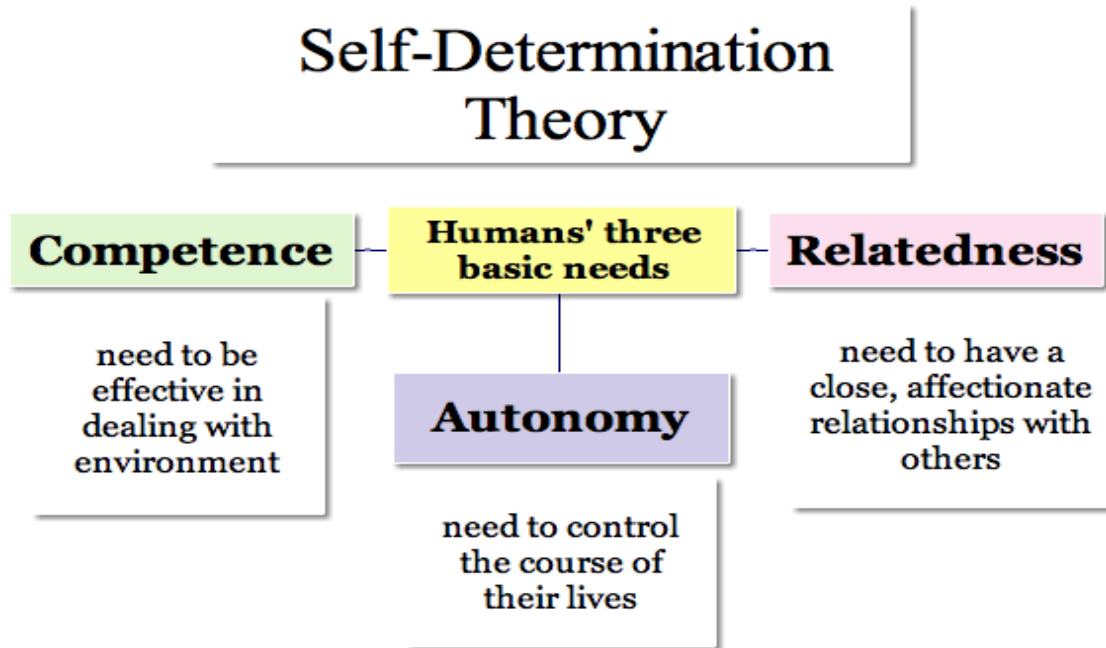 Self-Determination
Theory
Competence
Humans' three
basic needs
Relatedness
need to be
effective in
dealing with
environment
Autonomy
need to have a
close, affectionate
relationships with
others
need to control
the course of
their lives